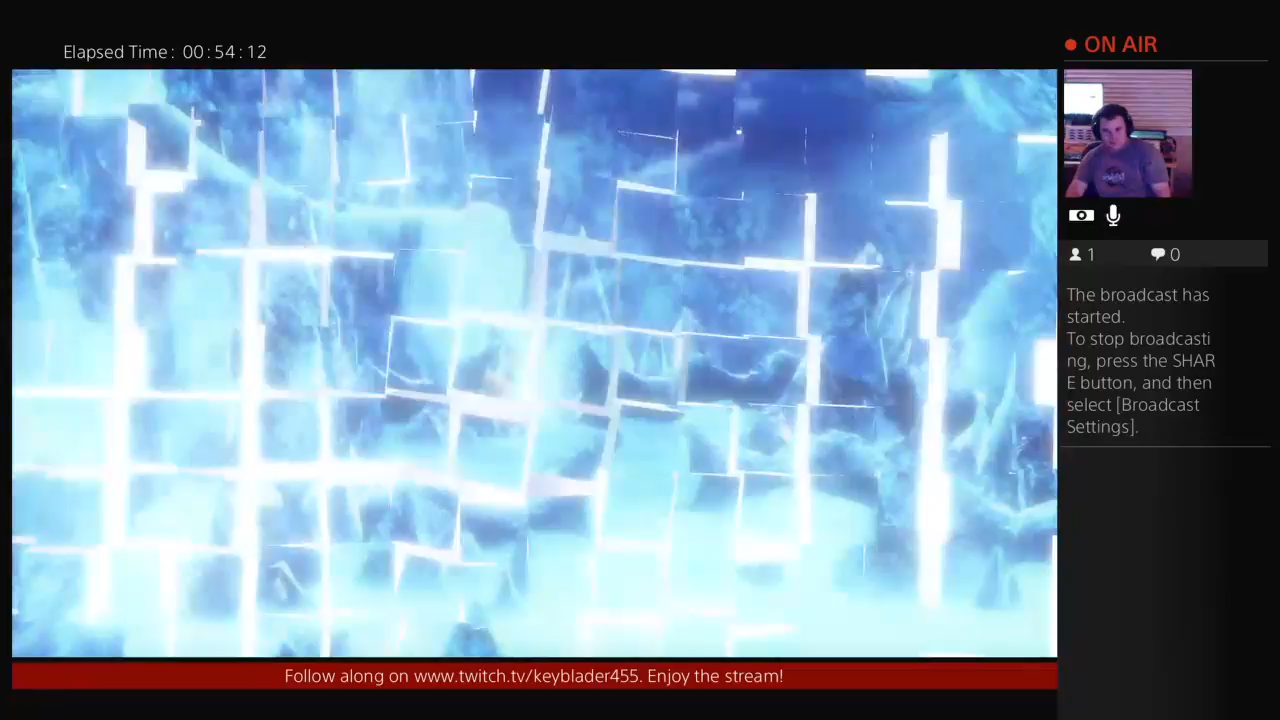 Elapsed Time: 00:54:12
ON AIR
1
0
The broadcast has
started.
To stop broadcasti
ng, press the SHAR
E button, and then
select [Broadcast
Settings].
Follow along on www.twitch.tv/keyblader455. Enjoy the stream!